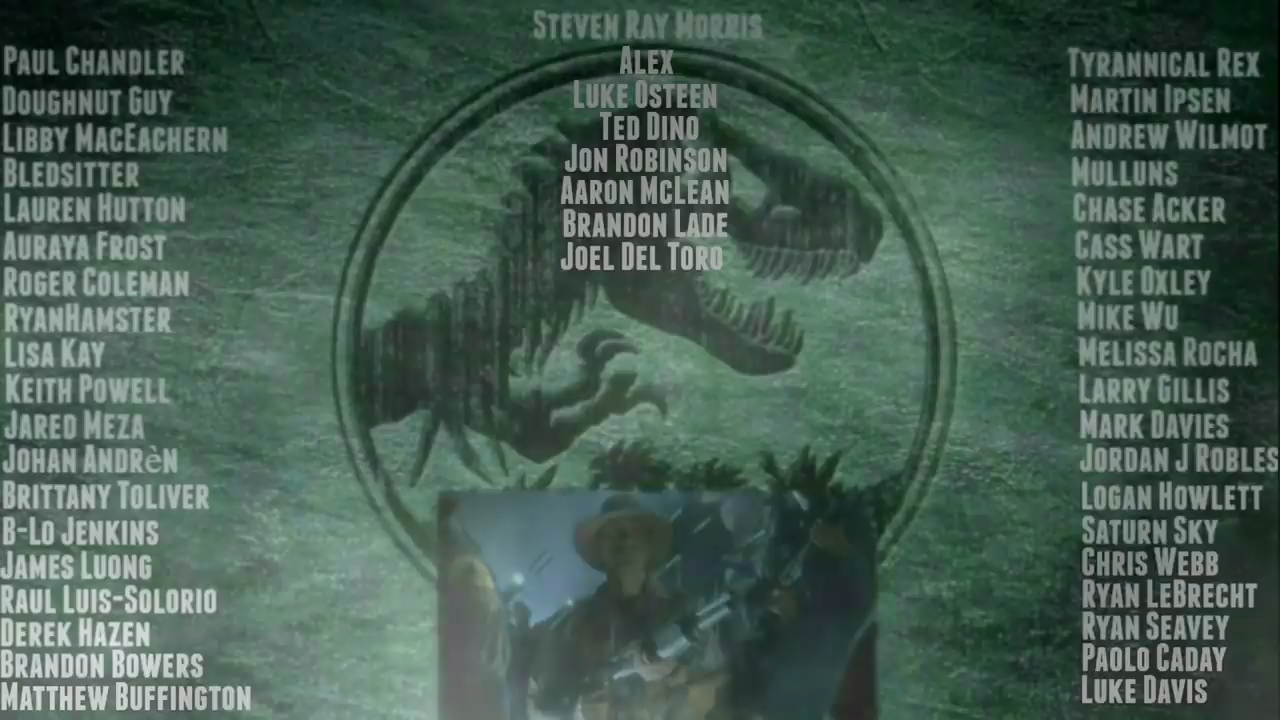 Steven Ray Morris
Alex
Luke Osteen
Ted Dino
Jon Robinson
Aaron McLean
Brandon Lade
Joel Del Toro
Paul Chandler
Doughnut Guy
Libby MacEachern
Bledsitter
Lauren Hutton
Auraya Frost
Roger Coleman
RyanHamster
Lisa Kay
Keith Powell
Jared Meza
Johan Andrèn
Brittany Toliver
B-Lo Jenkins
James Luong
Raul Luis-Solorio
Derek Hazen
Brandon Bowers
Matthew Buffington
Tyrannical Rex
Martin Ipsen
Andrew Wilmot
Mulluns
Chase Acker
Cass Wart
Kyle Oxley
Mike Wu
Melissa Rocha
Larry Gillis
Mark Davies
Jordan J Robles
Logan Howlett
Saturn Sky
Chris Webb
Ryan LeBrecht
Ryan Seavey
Paolo Caday
Luke Davis